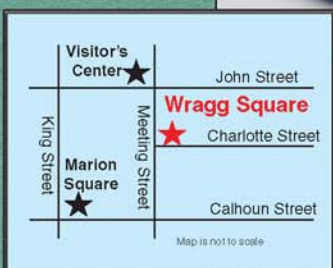 Visitor's
Center
John Street
Wragg Square
King Street
Meeting Street
Charlotte Street
Marion
Square
Calhoun Street
Map is not to scale